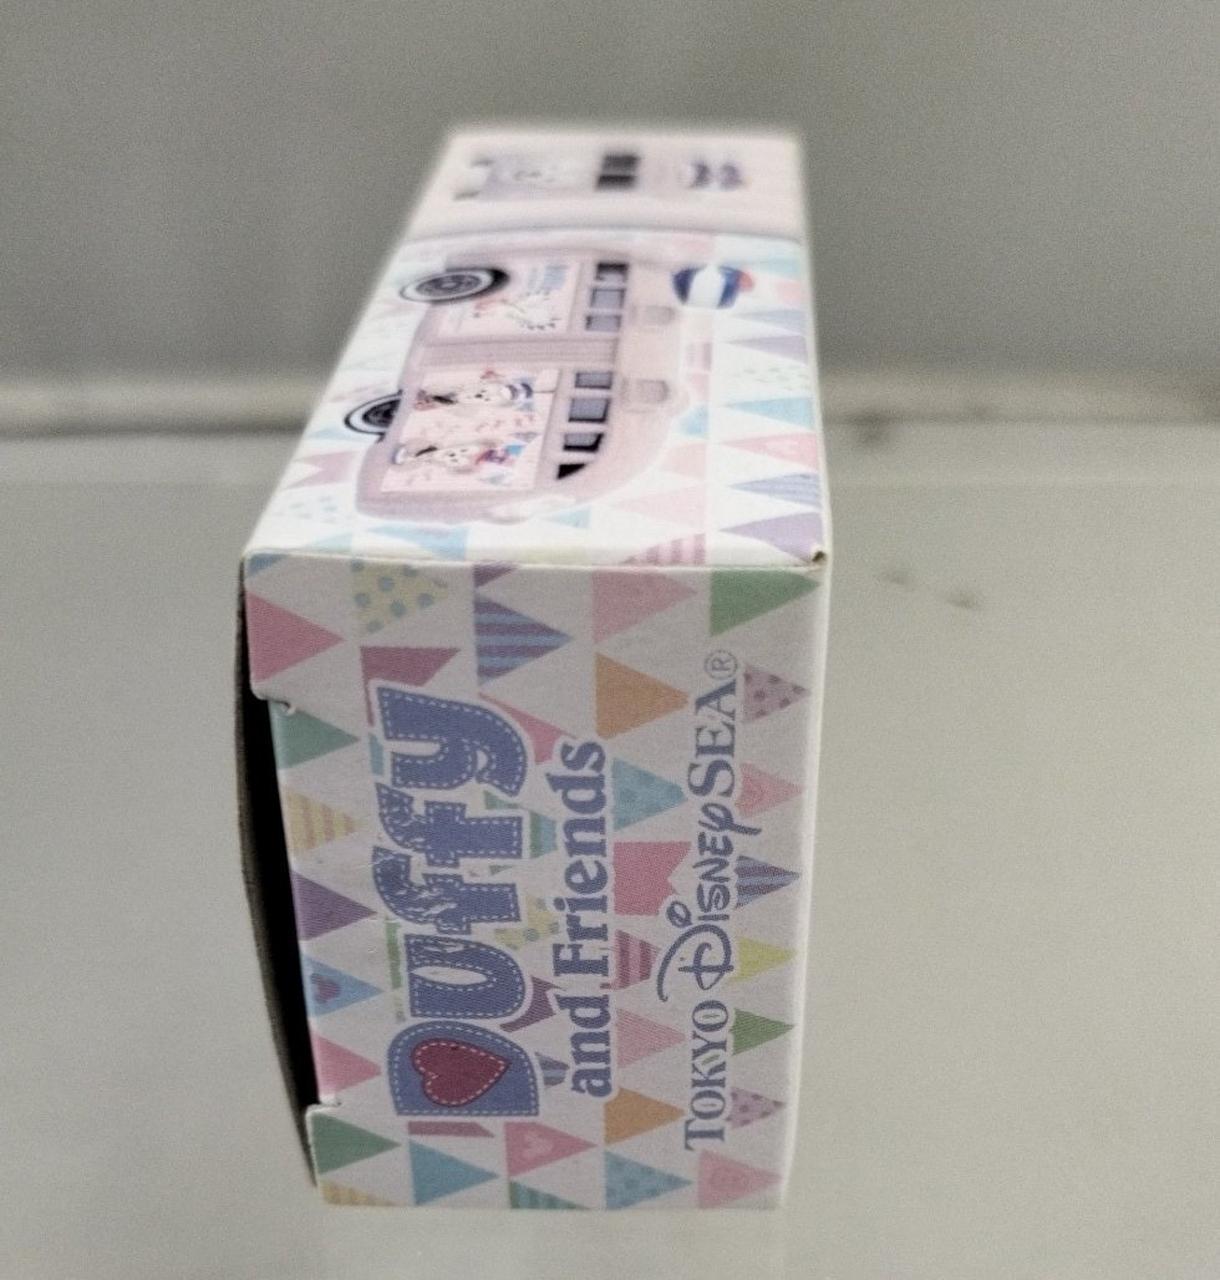 Duffy
and Friends
TOKYO DISNEYSEA®